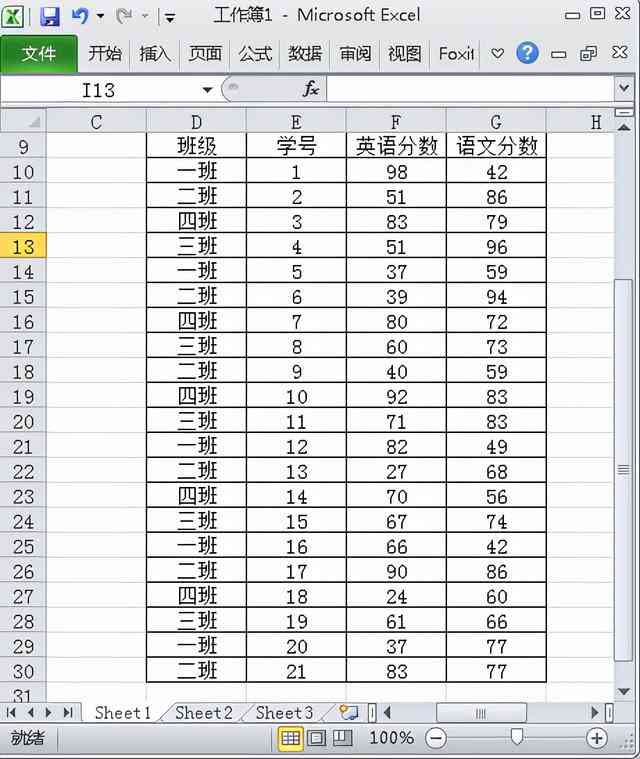 工作簿1 - Microsoft Excel
文件 开始 插入 页面 公式 数据 审阅 视图 Foxit
I13 fx
C D E F G H
9 班级 学号 英语分数 语文分数
10 一班 1 98 42
11 二班 2 51 86
12 四班 3 83 79
13 三班 4 51 96
14 一班 5 37 59
15 二班 6 39 94
16 四班 7 80 72
17 三班 8 60 73
18 二班 9 40 59
19 四班 10 92 83
20 三班 11 71 83
21 一班 12 82 49
22 二班 13 27 68
23 四班 14 70 56
24 三班 15 67 74
25 一班 16 66 42
26 二班 17 90 86
27 四班 18 24 60
28 三班 19 61 66
29 一班 20 37 77
30 二班 21 83 77
31
Sheet1 Sheet2 Sheet3
就绪 100%